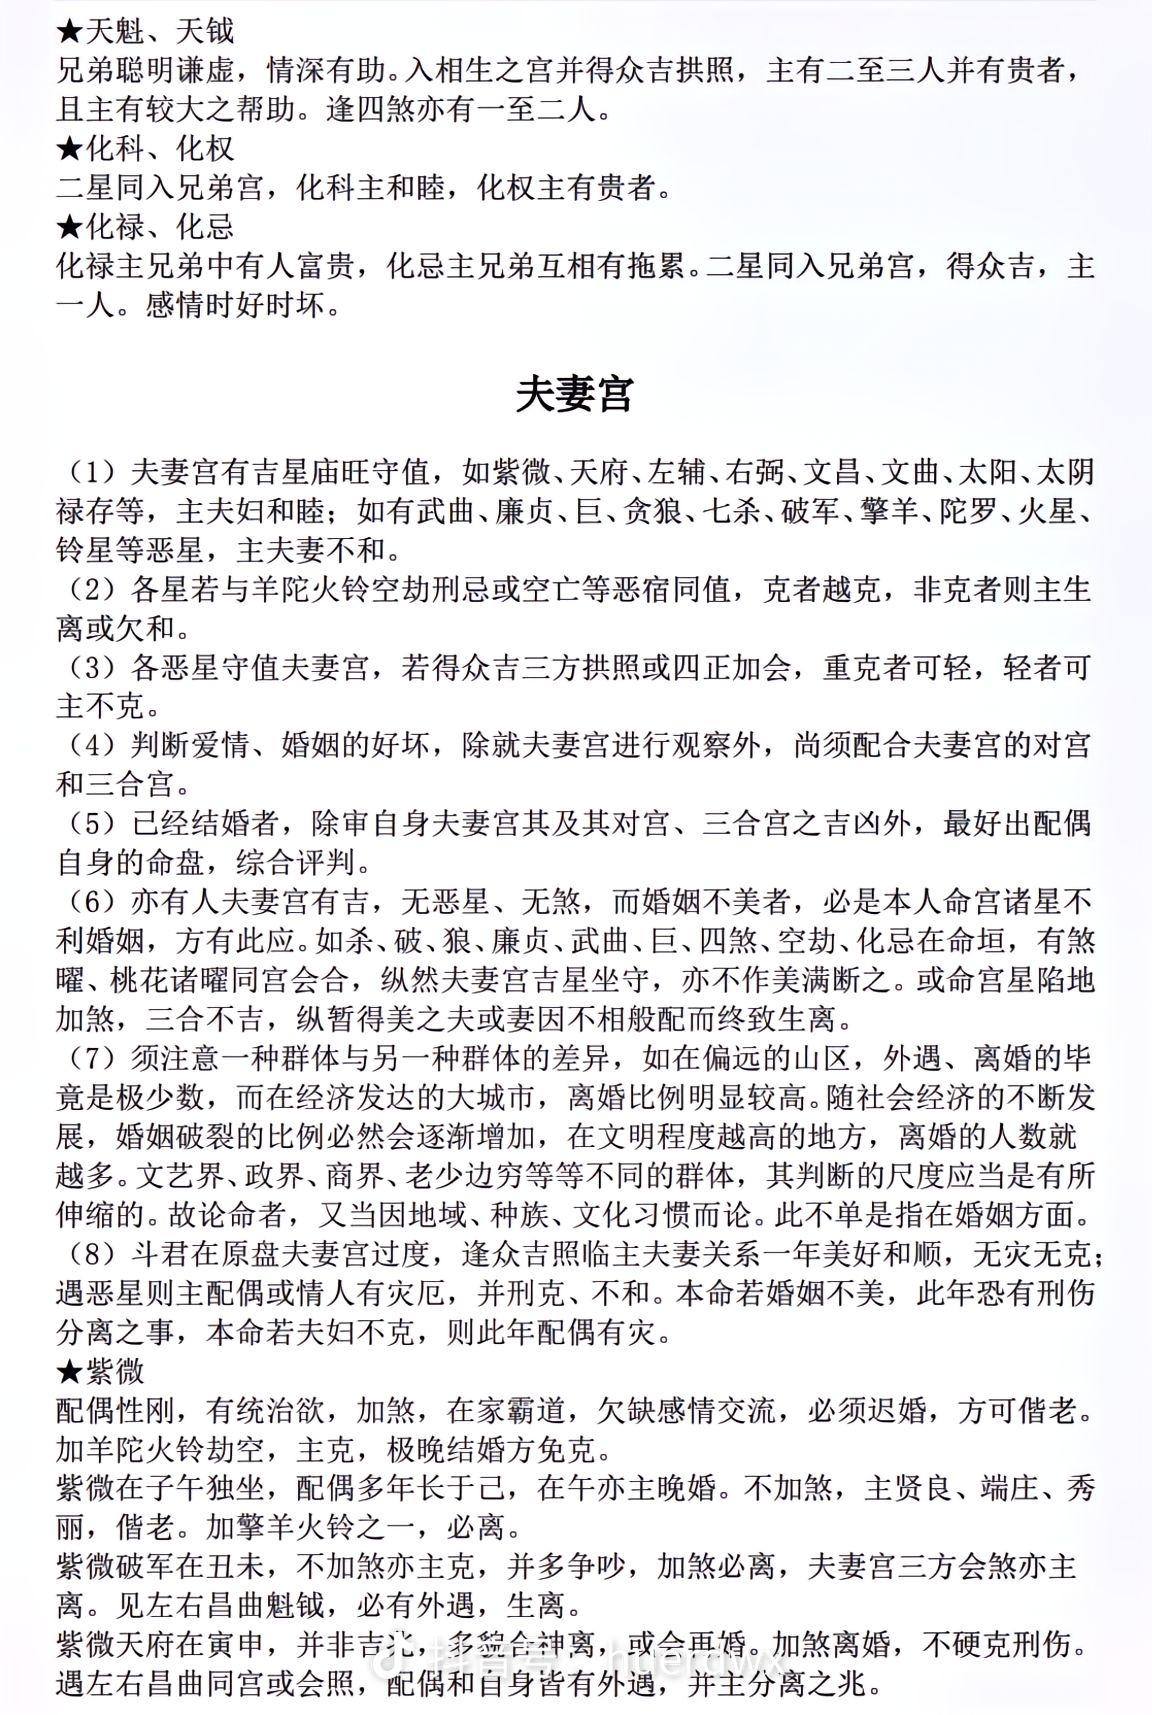 ★天魁、天钺
兄弟聪明谦虚，情深有助。入相生之宫并得众吉拱照，主有二至三人并有贵者，
且主有较大之帮助。逢四煞亦有一至二人。
★化科、化权
二星同入兄弟宫，化科主和睦，化权主有贵者。
★化禄、化忌
化禄主兄弟中有人富贵，化忌主兄弟互相有拖累。二星同入兄弟宫，得众吉，主
一人。感情时好时坏。
夫妻宫
（1）夫妻宫有吉星庙旺守值，如紫微、天府、左辅、右弼、文昌、文曲、太阳、太阴
禄存等，主夫妇和睦；如有武曲、廉贞、巨、贪狼、七杀、破军、擎羊、陀罗、火星、
铃星等恶星，主夫妻不和。
（2）各星若与羊陀火铃空劫刑忌或空亡等恶宿同值，克者越克，非克者则主生
离或欠和。
（3）各恶星守值夫妻宫，若得众吉三方拱照或四正加会，重克者可轻，轻者可
主不克。
（4）判断爱情、婚姻的好坏，除就夫妻宫进行观察外，尚须配合夫妻宫的对宫
和三合宫。
（5）已经结婚者，除审自身夫妻宫其及其对宫、三合宫之吉凶外，最好出配偶
自身的命盘，综合评判。
（6）亦有人夫妻宫有吉，无恶星、无煞，而婚姻不美者，必是本人命宫诸星不
利婚姻，方有此应。如杀、破、狼、廉贞、武曲、巨、四煞、空劫、化忌在命垣，有煞
曜、桃花诸曜同宫会合，纵然夫妻宫吉星坐守，亦不作美满断之。或命宫星陷地
加煞，三合不吉，纵暂得美之夫或妻因不相般配而终致生离。
（7）须注意一种群体与另一种群体的差异，如在偏远的山区，外遇、离婚的毕
竟是极少数，而在经济发达的大城市，离婚比例明显较高。随社会经济的不断发
展，婚姻破裂的比例必然会逐渐增加，在文明程度越高的地方，离婚的人数就
越多。文艺界、政界、商界、老少边穷等等不同的群体，其判断的尺度应当是有所
伸缩的。故论命者，又当因地域、种族、文化习惯而论。此不单是指在婚姻方面。
（8）斗君在原盘夫妻宫过度，逢众吉照临主夫妻关系一年美好和顺，无灾无克；
遇恶星则主配偶或情人有灾厄，并刑克、不和。本命若婚姻不美，此年恐有刑伤
分离之事，本命若夫妇不克，则此年配偶有灾。
★紫微
配偶性刚，有统治欲，加煞，在家霸道，欠缺感情交流，必须迟婚，方可偕老。
加羊陀火铃劫空，主克，极晚结婚方免克。
紫微在子午独坐，配偶多年长于己，在午亦主晚婚。不加煞，主贤良、端庄、秀
丽，偕老。加擎羊火铃之一，必离。
紫微破军在丑未，不加煞亦主克，并多争吵，加煞必离，夫妻宫三方会煞亦主
离。见左右昌曲魁钺，必有外遇，生离。
紫微天府在寅申，并非吉兆，多貌合神离，或会再婚。加煞离婚，不硬克刑伤。
遇左右昌曲同宫或会照，配偶和自身皆有外遇，并主分离之兆。